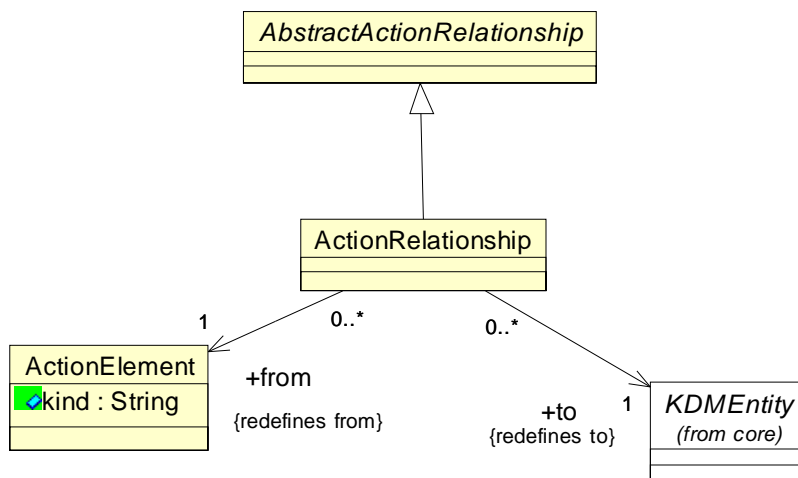 AbstractActionRelationship
ActionRelationship
1
0..*
0..*
ActionElement
kind : String
+from
{redefines from}
+to
{redefines to}
1
KDMEntity
(from core)